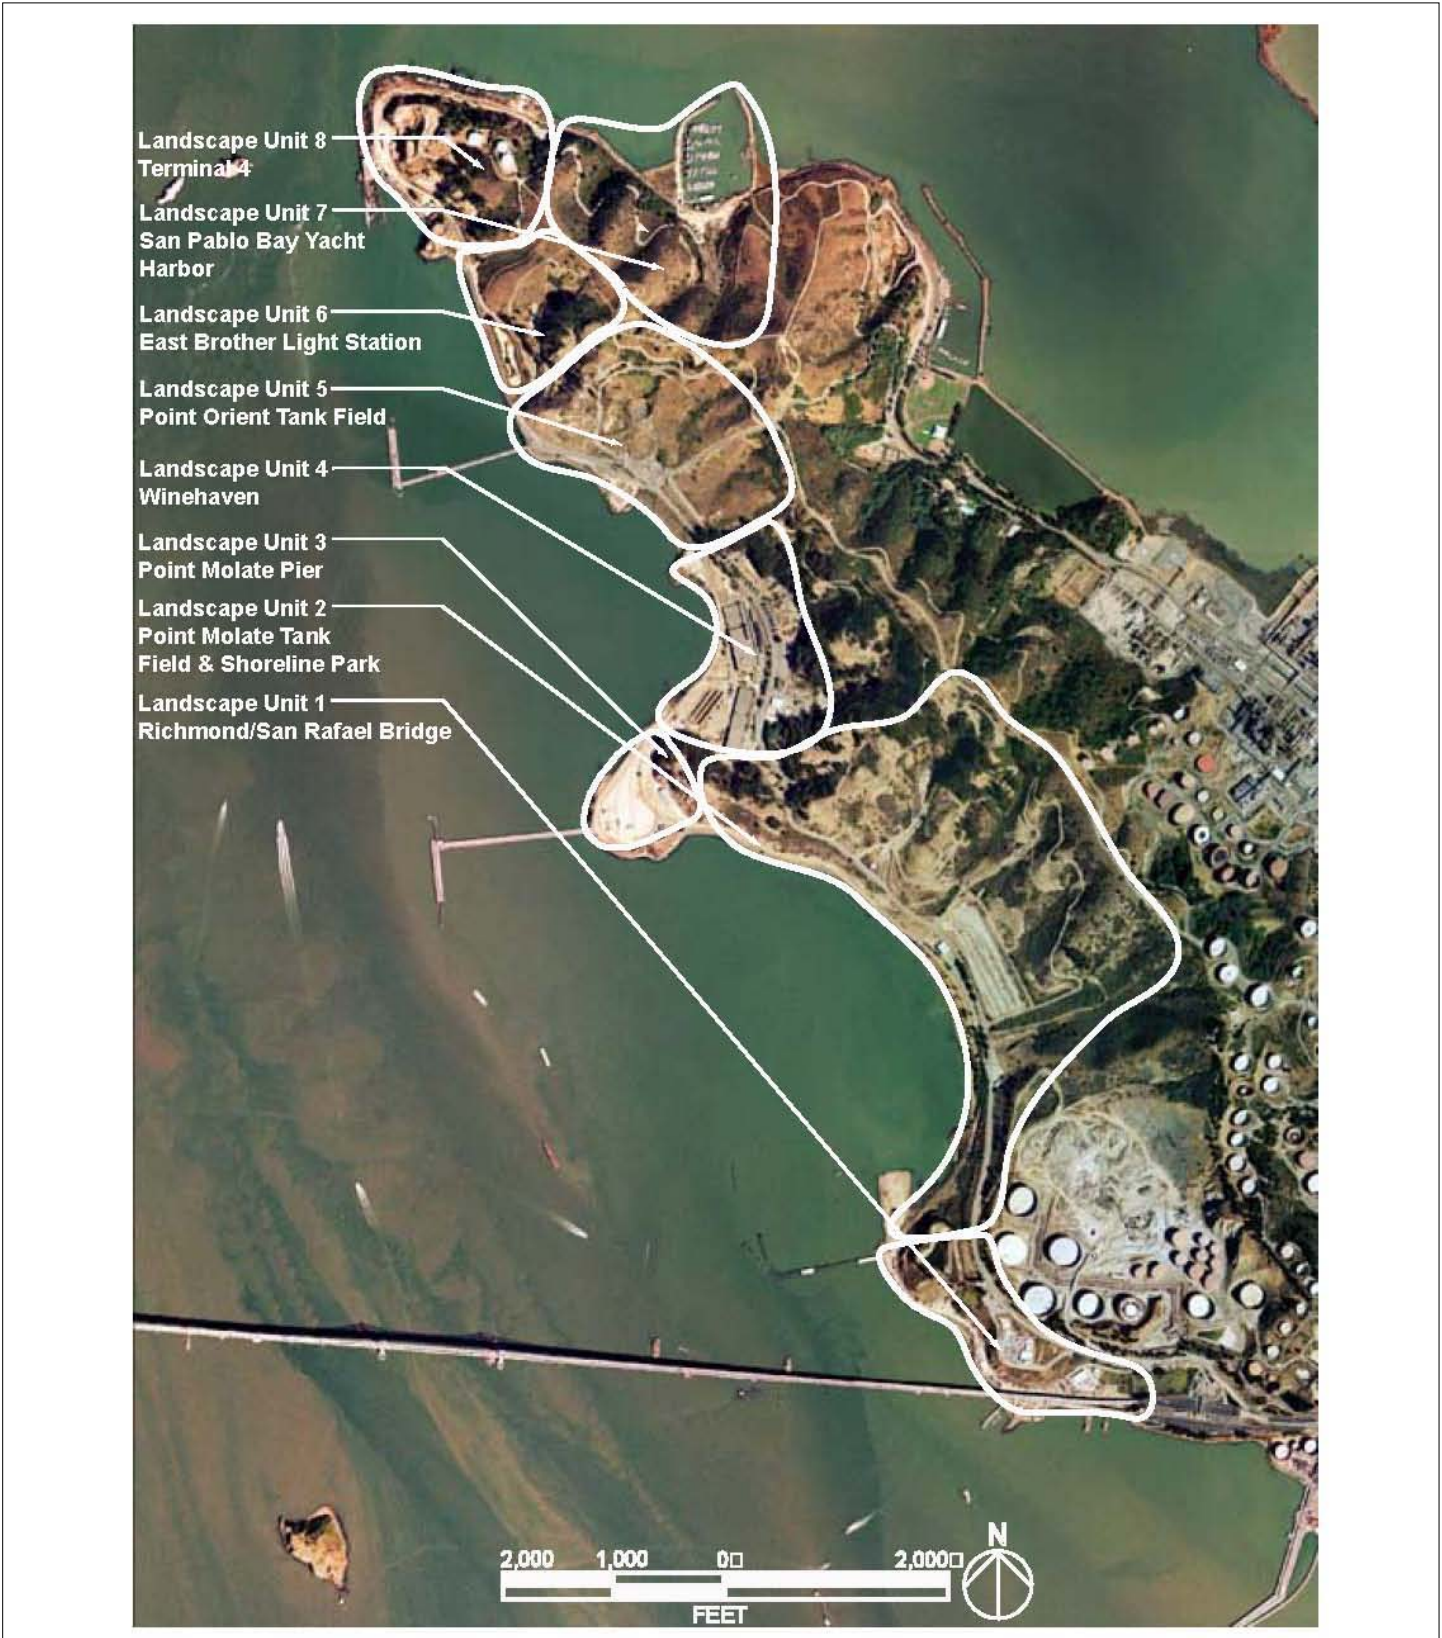 Landscape Unit 8
Terminal 4
Landscape Unit 7
San Pablo Bay Yacht
Harbor
Landscape Unit 6
East Brother Light Station
Landscape Unit 5
Point Orient Tank Field
Landscape Unit 4
Winehaven
Landscape Unit 3
Point Molate Pier
Landscape Unit 2
Point Molate Tank
Field & Shoreline Park
Landscape Unit 1
Richmond/San Rafael Bridge
N
2,000 1,000 0□ 2,000□
FEET